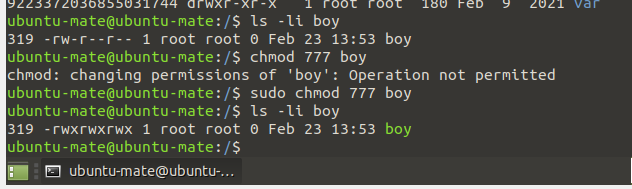 9223372036855031744 drwxr-xr-x   1 root root  180 Feb  9  2021 var
ubuntu-mate@ubuntu-mate:/$ ls -li boy
319 -rw-r--r-- 1 root root 0 Feb 23 13:53 boy
ubuntu-mate@ubuntu-mate:/$ chmod 777 boy
chmod: changing permissions of 'boy': Operation not permitted
ubuntu-mate@ubuntu-mate:/$ sudo chmod 777 boy
ubuntu-mate@ubuntu-mate:/$ ls -li boy
319 -rwxrwxrwx 1 root root 0 Feb 23 13:53 boy
ubuntu-mate@ubuntu-mate:/$
ubuntu-mate@ubuntu-...